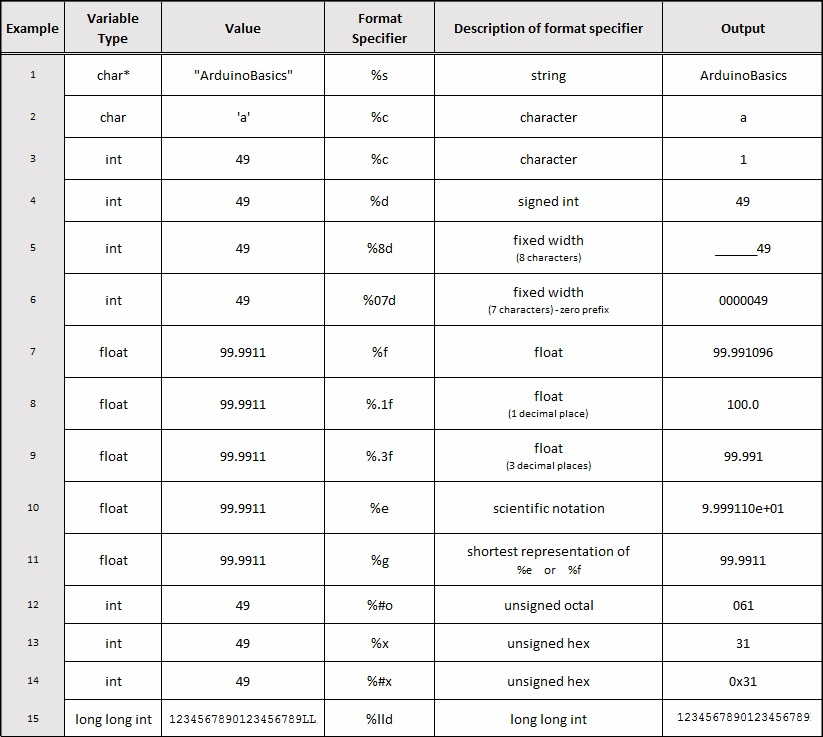 Example Variable Type Value Format Specifier Description of format specifier Output
1 char* "ArduinoBasics" %s string ArduinoBasics
2 char 'a' %c character a
3 int 49 %c character 1
4 int 49 %d signed int 49
5 int 49 %8d fixed width (8 characters) ______49
6 int 49 %07d fixed width (7 characters) - zero prefix 0000049
7 float 99.9911 %f float 99.991096
8 float 99.9911 %.1f float (1 decimal place) 100.0
9 float 99.9911 %.3f float (3 decimal places) 99.991
10 float 99.9911 %e scientific notation 9.999110e+01
11 float 99.9911 %g shortest representation of %e or %f 99.9911
12 int 49 %#o unsigned octal 061
13 int 49 %x unsigned hex 31
14 int 49 %#x unsigned hex 0x31
15 long long int 1234567890123456789LL %lld long long int 1234567890123456789